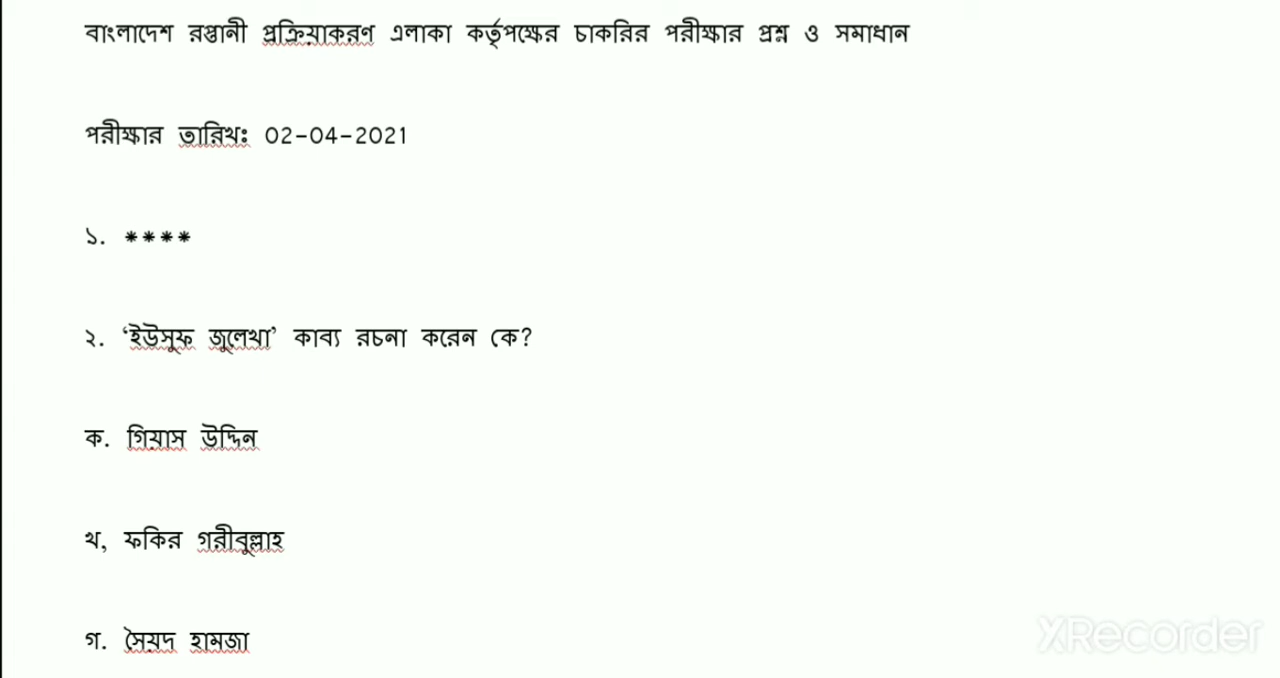 বাংলাদেশ রপ্তানী প্রক্রিয়াকরণ এলাকা কর্তৃপক্ষের চাকরির পরীক্ষার প্রশ্ন ও সমাধান
পরীক্ষার তারিখঃ 02-04-2021
১. ****
২. ‘ইউসুফ জুলেখা’ কাব্য রচনা করেন কে?
ক. গিয়াস উদ্দিন
খ, ফকির গরীবুল্লাহ
গ. সৈয়দ হামজা
XRecorder